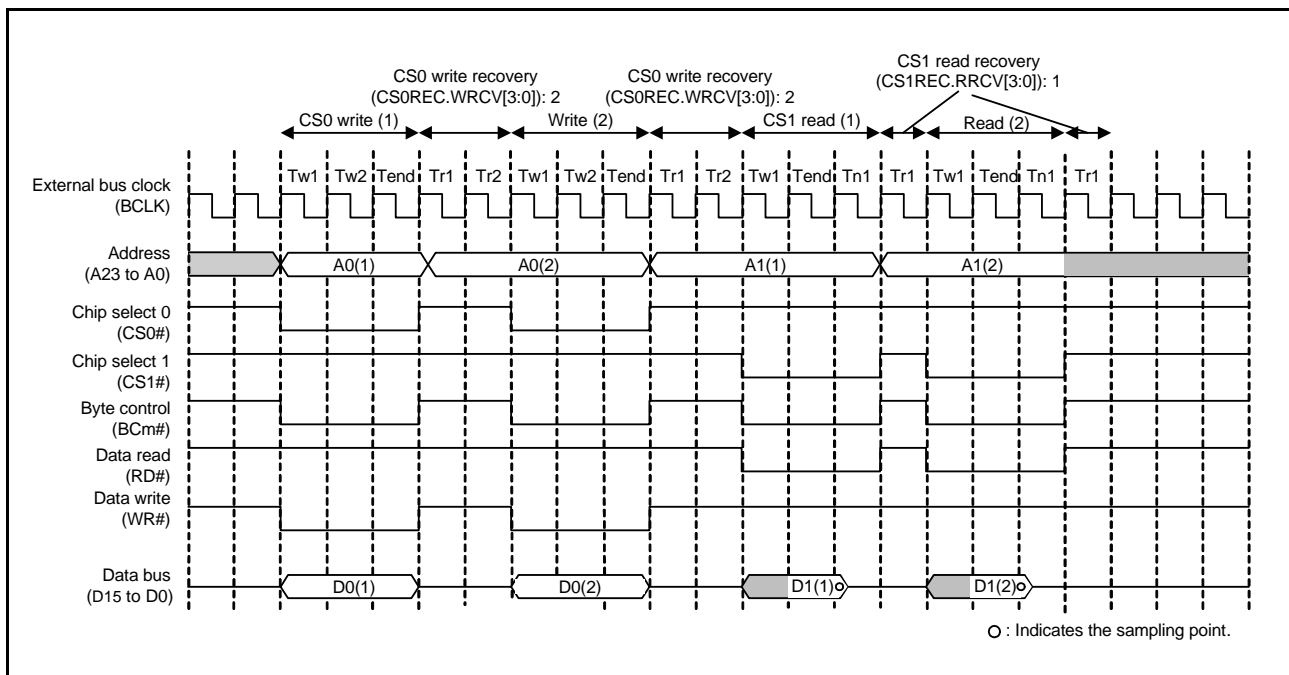 CS0 write recovery
(CS0REC.WRCV[3:0]): 2
CS0 write recovery
(CS0REC.WRCV[3:0]): 2
CS1 read recovery
(CS1REC.RRCV[3:0]): 1
CS0 write (1)
Write (2)
CS1 read (1)
Read (2)
External bus clock
(BCLK)
Tw1 Tw2 Tend Tr1 Tr2 Tw1 Tw2 Tend Tr1 Tr2 Tw1 Tend Tn1 Tr1 Tw1 Tend Tn1 Tr1
Address
(A23 to A0)
A0(1) A0(2) A1(1) A1(2)
Chip select 0
(CS0#)
Chip select 1
(CS1#)
Byte control
(BCm#)
Data read
(RD#)
Data write
(WR#)
Data bus
(D15 to D0)
D0(1) D0(2) D1(1) D1(2)
: Indicates the sampling point.